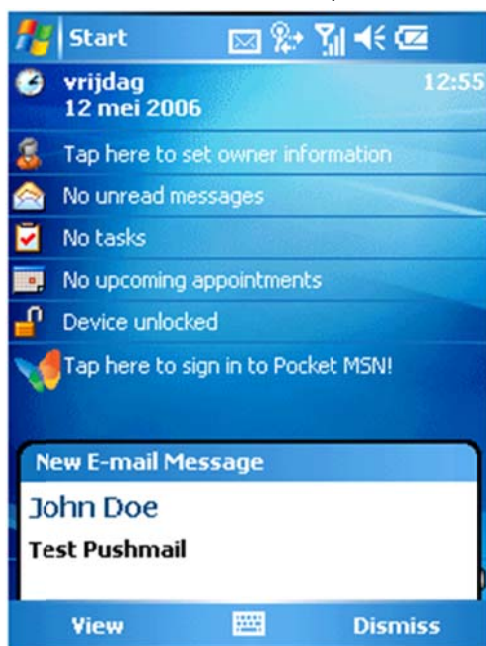 Start
vrijdag 12:55
12 mei 2006
Tap here to set owner information
No unread messages
No tasks
No upcoming appointments
Device unlocked
Tap here to sign in to Pocket MSN!
New E-mail Message
John Doe
Test Pushmail
View Dismiss